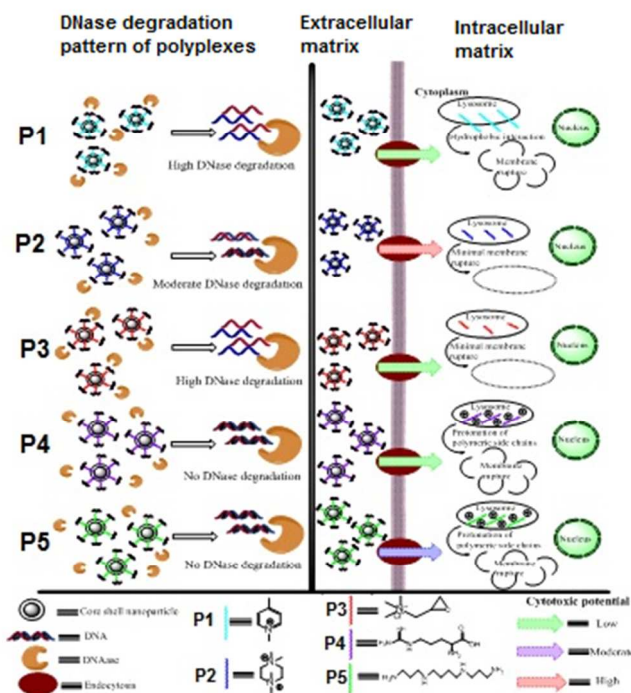 DNase degradation
pattern of polyplexes
Extracellular
matrix
Intracellular
matrix
P1
High DNase degradation
Cytoplasm
Lysosome
Hydrophobic interaction
Membrane
rupture
Nucleus
P2
Moderate DNase degradation
Lysosome
Minimal membrane
rupture
Nucleus
P3
High DNase degradation
Lysosome
Minimal membrane
rupture
Nucleus
P4
No DNase degradation
Lysosome
Protonation of
polymeric side chains
Membrane
rupture
Nucleus
P5
No DNase degradation
Lysosome
Protonation
of polymeric side chains
Membrane
rupture
Nucleus
Core shell nanoparticle
DNA
DNAase
Endocytosis
P1
P2
P3
P4
P5
Cytotoxic potential
Low
Moderate
High